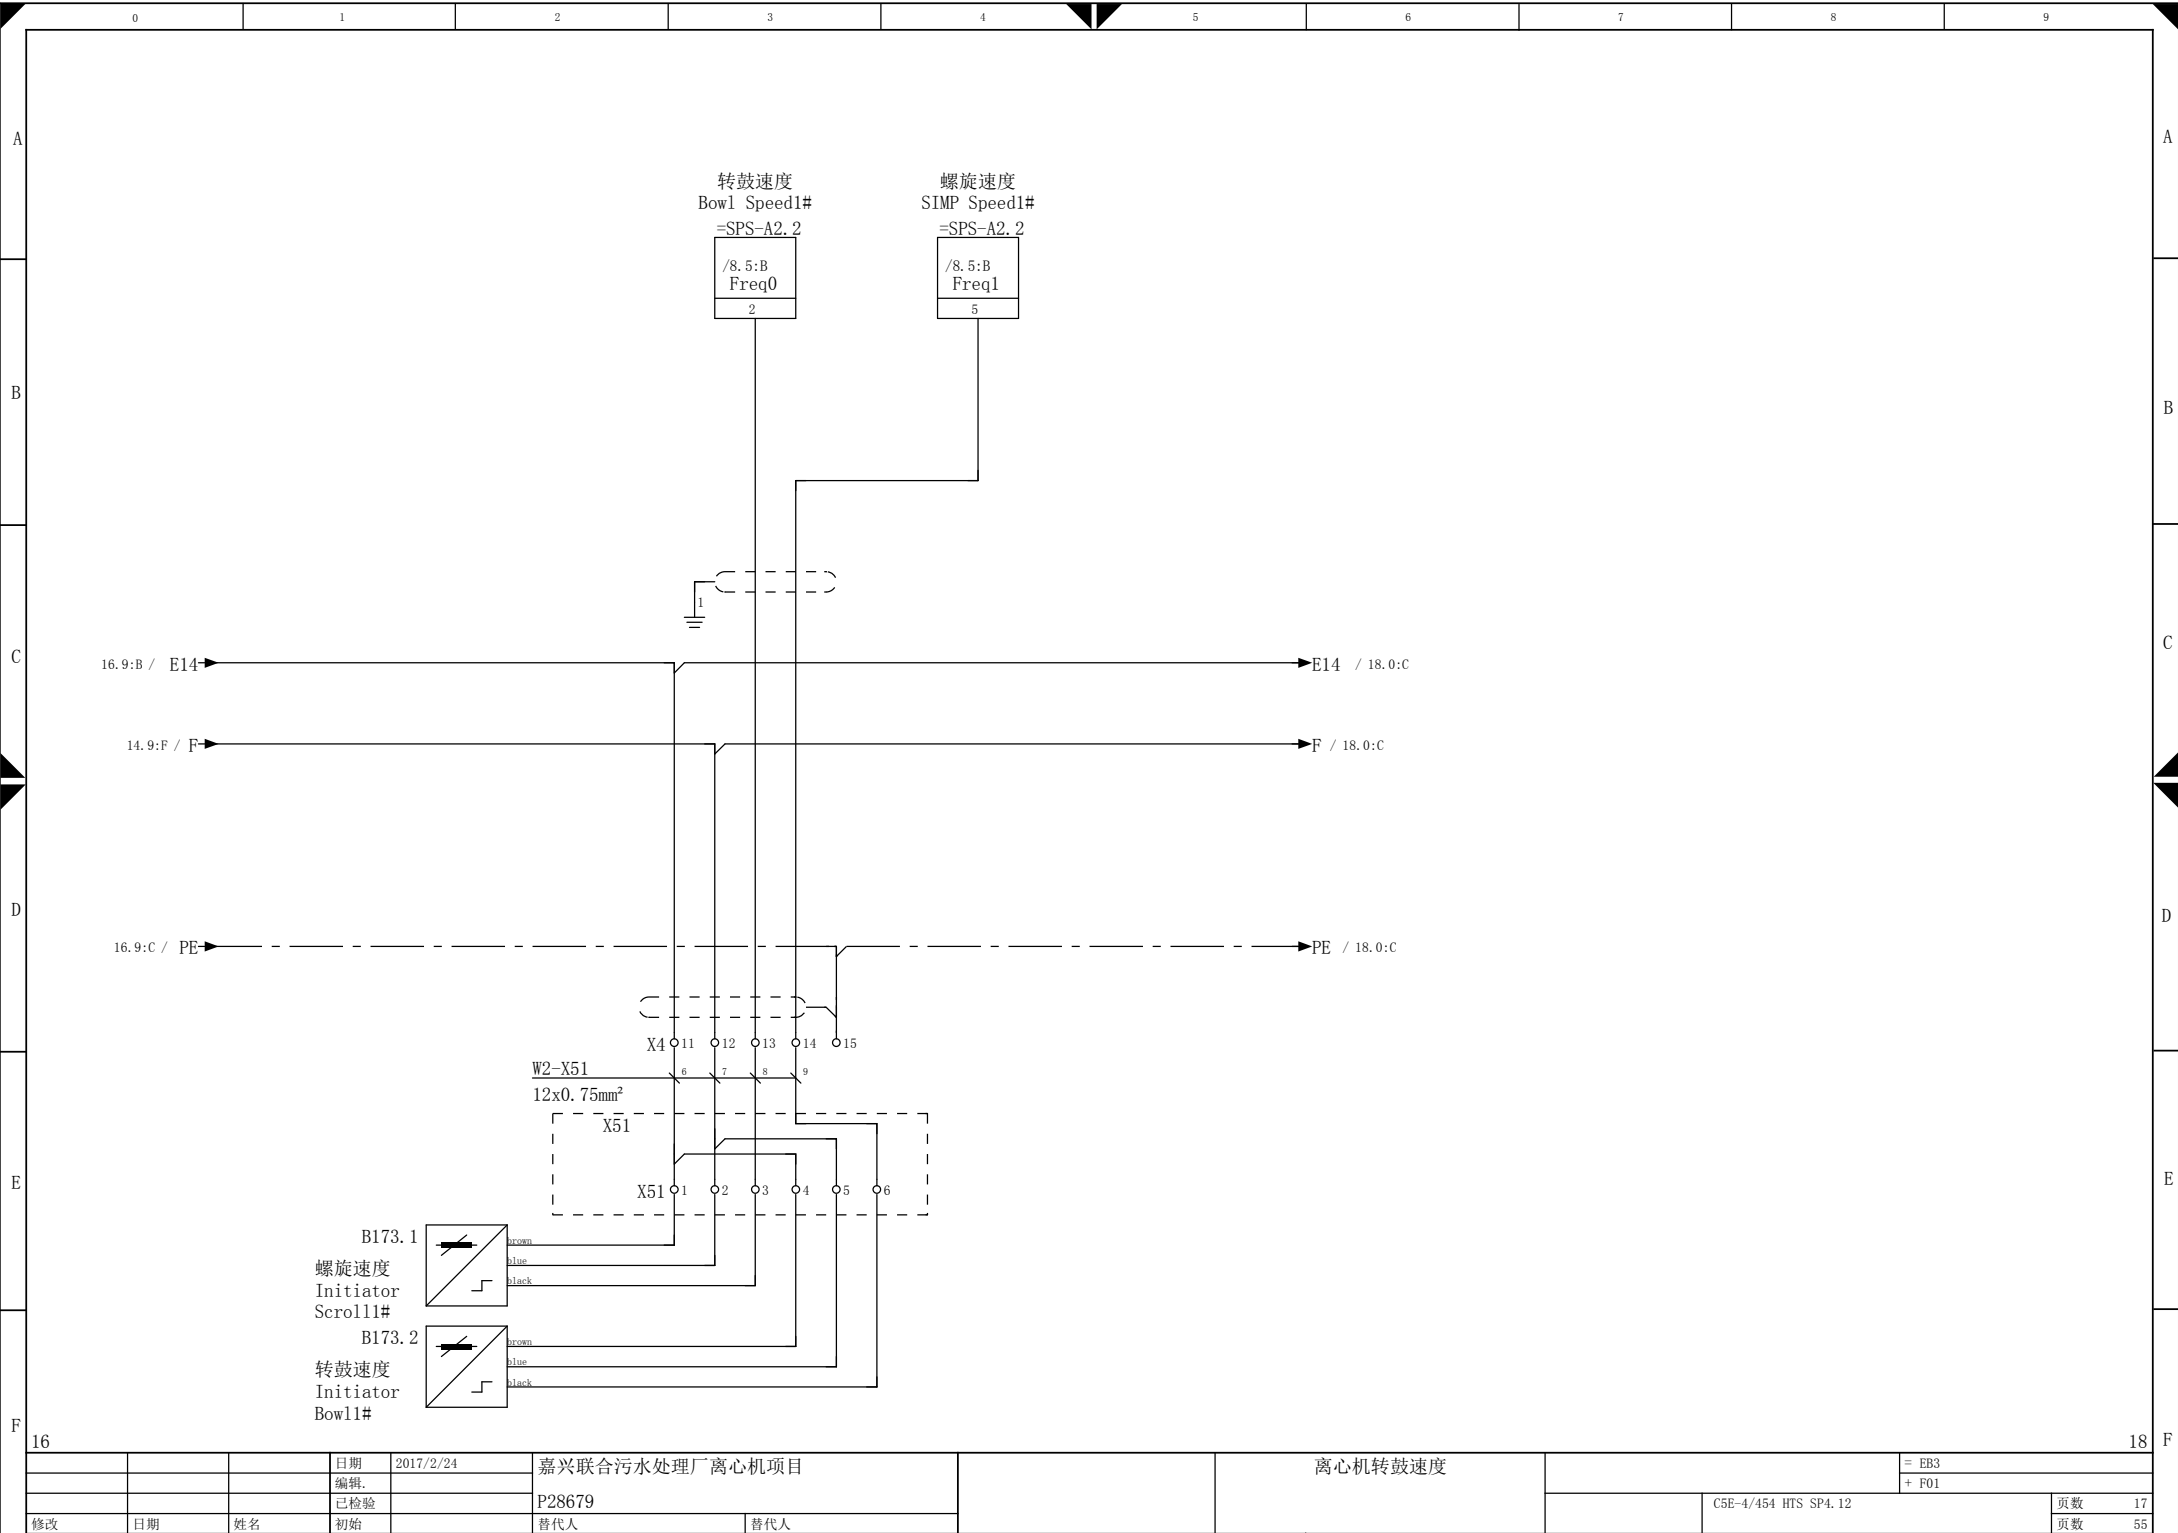 0 1 2 3 4 5 6 7 8 9
A A
转鼓速度 螺旋速度
Bowl Speed1# SIMP Speed1#
=SPS-A2.2 =SPS-A2.2
/8.5:B /8.5:B
Freq0 Freq1
2 5
B B
1
C C
16.9:B / E14 E14 / 18.0:C
14.9:F / F F / 18.0:C
D D
16.9:C / PE PE / 18.0:C
X4 11 12 13 14 15
W2-X51 6 7 8 9
12x0.75mm²
X51
E E
X51 1 2 3 4 5 6
B173.1 brown
blue
螺旋速度 black
Initiator
Scroll1#
B173.2 brown
blue
转鼓速度 black
Initiator
Bowl1#
F F
16 18
日期 2017/2/24 嘉兴联合污水处理厂离心机项目 离心机转鼓速度 = EB3
编辑. + F01
已检验 P28679 C5E-4/454 HTS SP4.12 页数 17
修改 日期 姓名 初始 替代人 替代人 页数 55